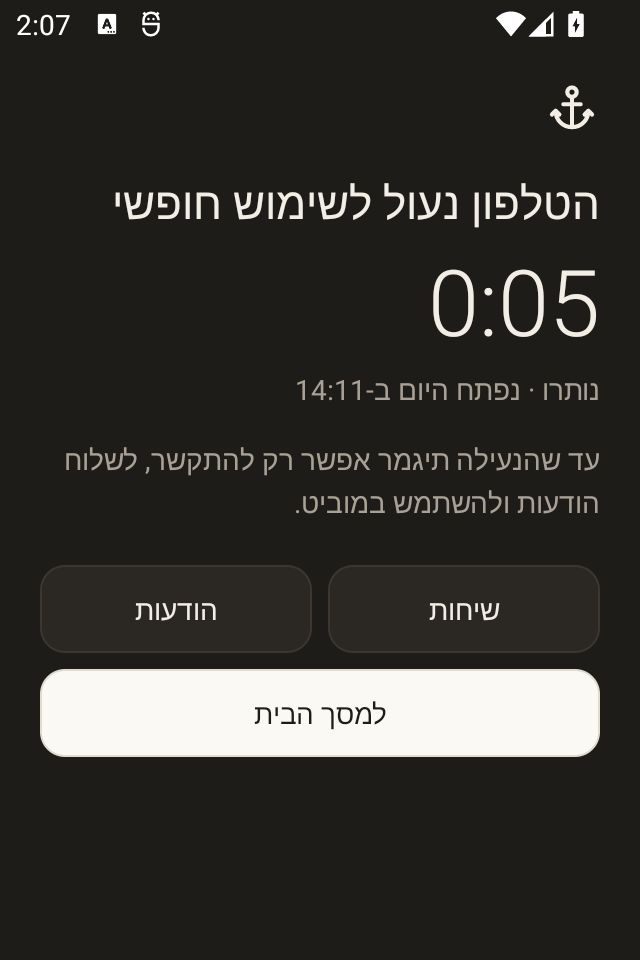 2:07
הטלפון נעול לשימוש חופשי
0:05
נותרו · נפתח היום ב-14:11
עד שהנעילה תיגמר אפשר רק להתקשר, לשלוח
הודעות ולהשתמש במוביט.
שיחות
הודעות
למסך הבית